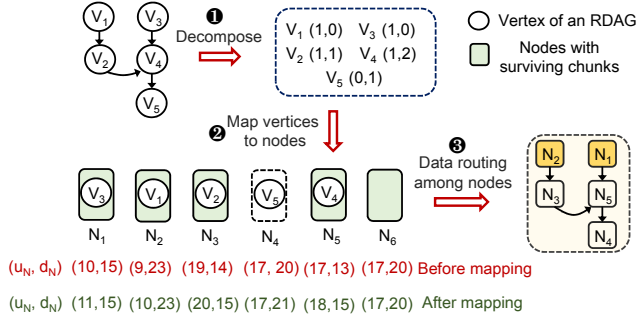 ❶
Decompose
V1 V3
V2 V4
V5
V1 (1,0) V3 (1,0)
V2 (1,1) V4 (1,2)
V5 (0,1)
Vertex of an RDAG
Nodes with
surviving chunks
❷ Map vertices
to nodes
❸
Data routing
among nodes
V3 V1 V2 V5 V4
N1 N2 N3 N4 N5 N6
N2 N1
N3 N5
N4
(uN, dN) (10,15) (9,23) (19,14) (17, 20) (17,13) (17,20) Before mapping
(uN, dN) (11,15) (10,23) (20,15) (17,21) (18,15) (17,20) After mapping